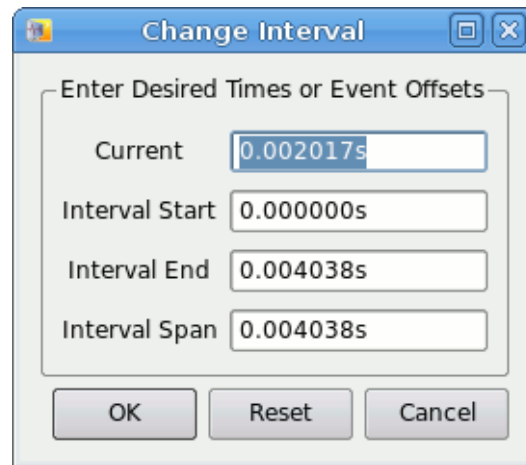 Change Interval
Enter Desired Times or Event Offsets
Current 0.002017s
Interval Start 0.000000s
Interval End 0.004038s
Interval Span 0.004038s
OK Reset Cancel